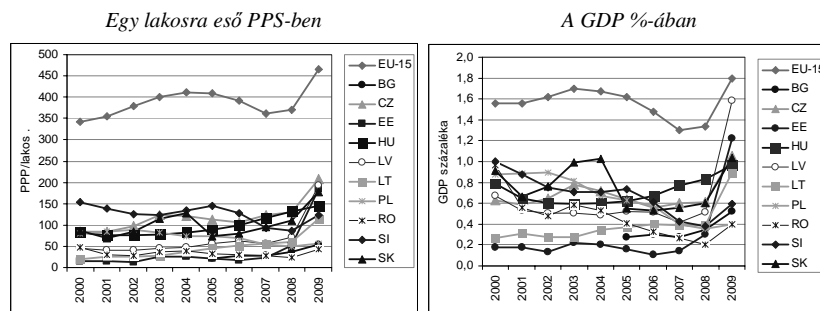 Egy lakosra eső PPS-ben
A GDP %-ában
PPP/lakos.
500
450
400
350
300
250
200
150
100
50
0
2000
2001
2002
2003
2004
2005
2006
2007
2008
2009
EU-15
BG
CZ
EE
HU
LV
LT
PL
RO
SI
SK
GDP százaléka
2,0
1,8
1,6
1,4
1,2
1,0
0,8
0,6
0,4
0,2
0,0
2000
2001
2002
2003
2004
2005
2006
2007
2008
2009
EU-15
BG
CZ
EE
HU
LV
LT
PL
RO
SI
SK